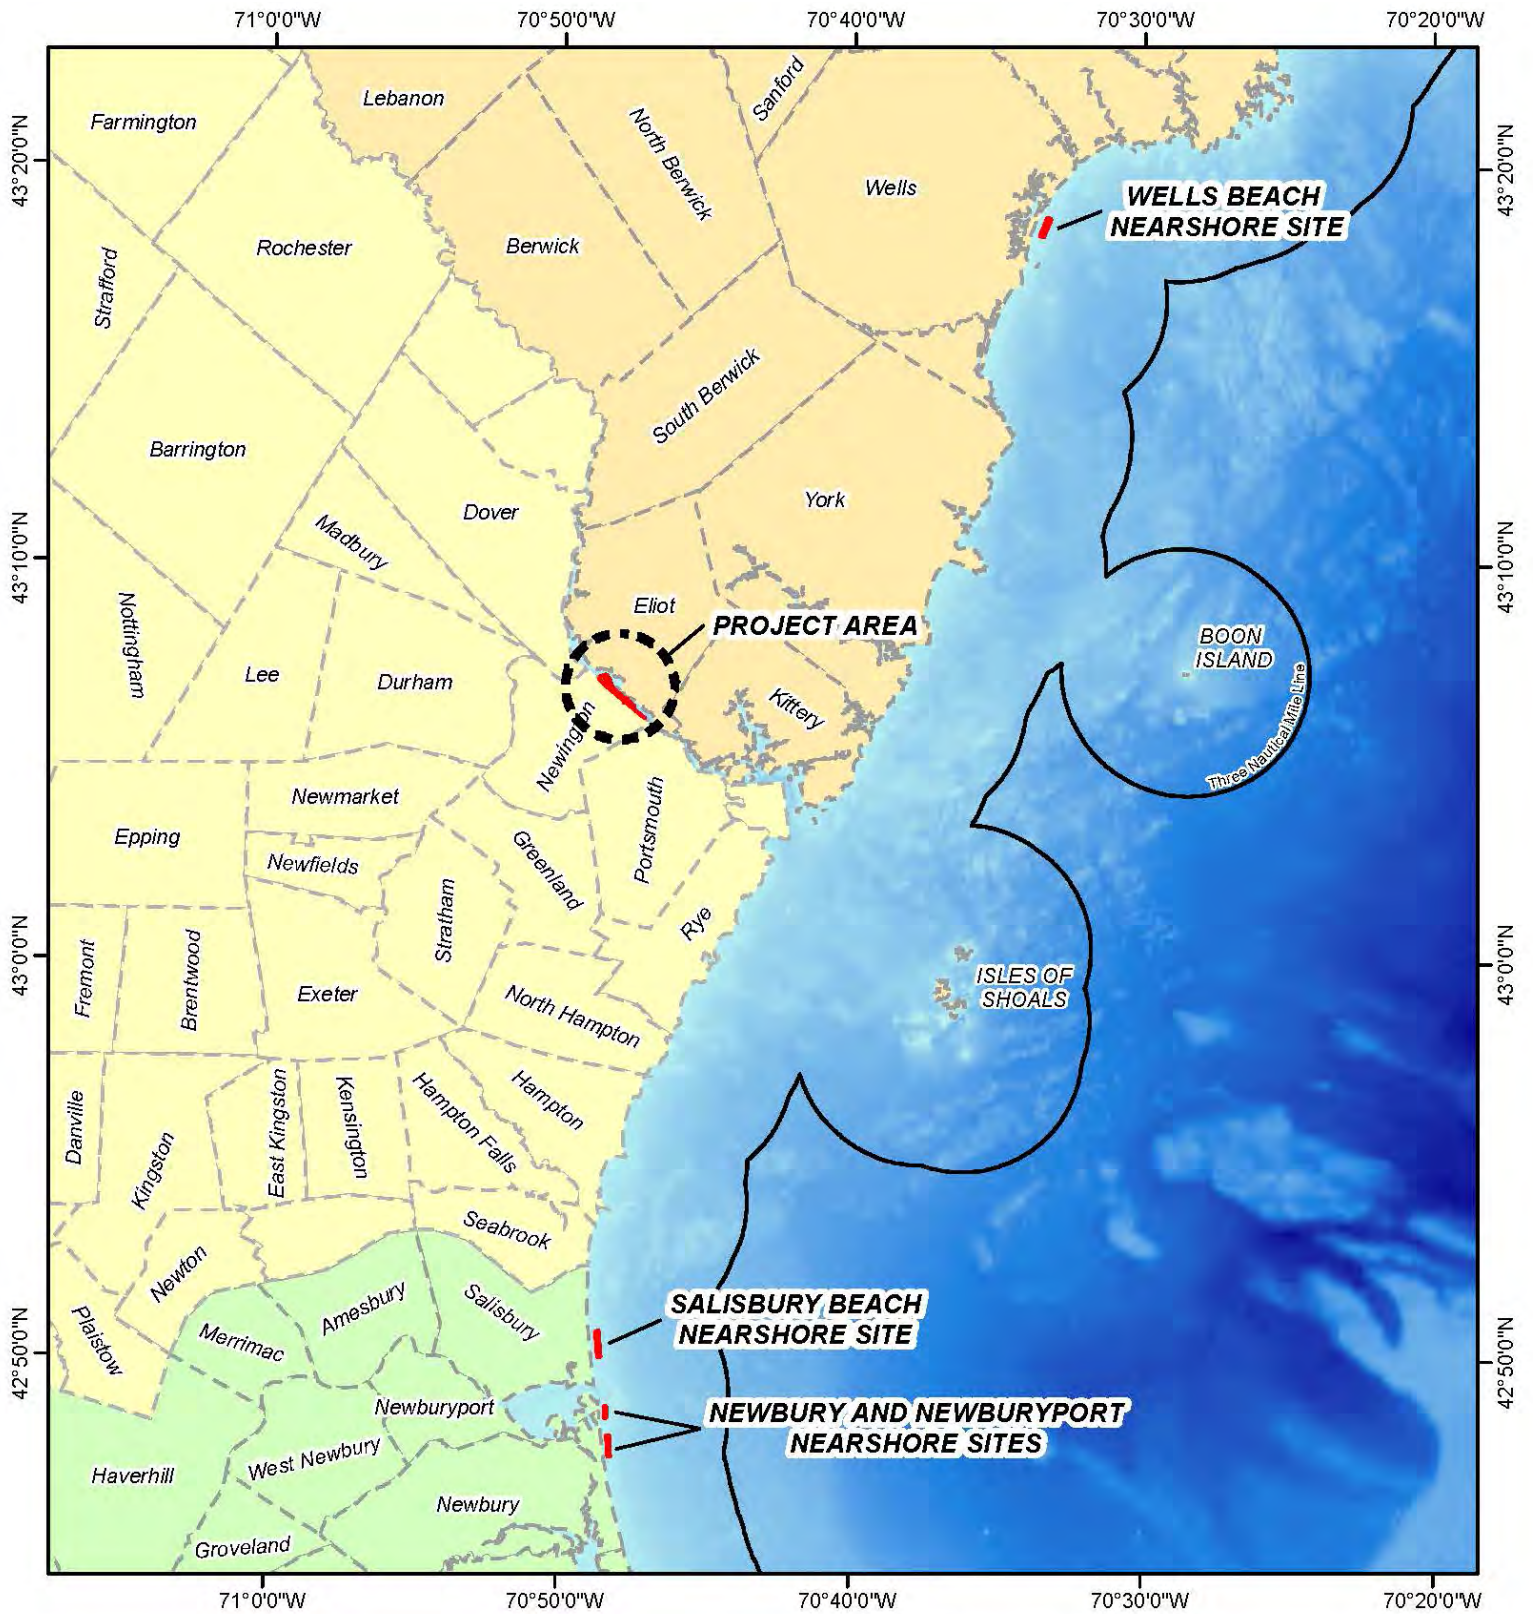 71°0'0"W
70°50'0"W
70°40'0"W
70°30'0"W
70°20'0"W
43°20'0"N
43°20'0"N
Farmington
Lebanon
North Berwick
Sanford
Wells
WELLS BEACH
NEARSHORE SITE
Strafford
Rochester
Berwick
South Berwick
Barrington
Dover
York
Madbury
43°10'0"N
43°10'0"N
Nottingham
Eliot
PROJECT AREA
BOON
ISLAND
Three Nautical Mile Line
Lee
Durham
Kittery
Newington
Newmarket
Portsmouth
Epping
Newfields
Greenland
Stratham
Rye
43°0'0"N
43°0'0"N
Fremont
Brentwood
Exeter
North Hampton
ISLES OF
SHOALS
Danville
Kingston
East Kingston
Kensington
Hampton Falls
Hampton
Seabrook
Newton
Plaistow
Merrimac
Amesbury
Salisbury
SALISBURY BEACH
NEARSHORE SITE
42°50'0"N
42°50'0"N
Newburyport
NEWBURY AND NEWBURYPORT
NEARSHORE SITES
Haverhill
West Newbury
Newbury
Groveland
71°0'0"W
70°50'0"W
70°40'0"W
70°30'0"W
70°20'0"W